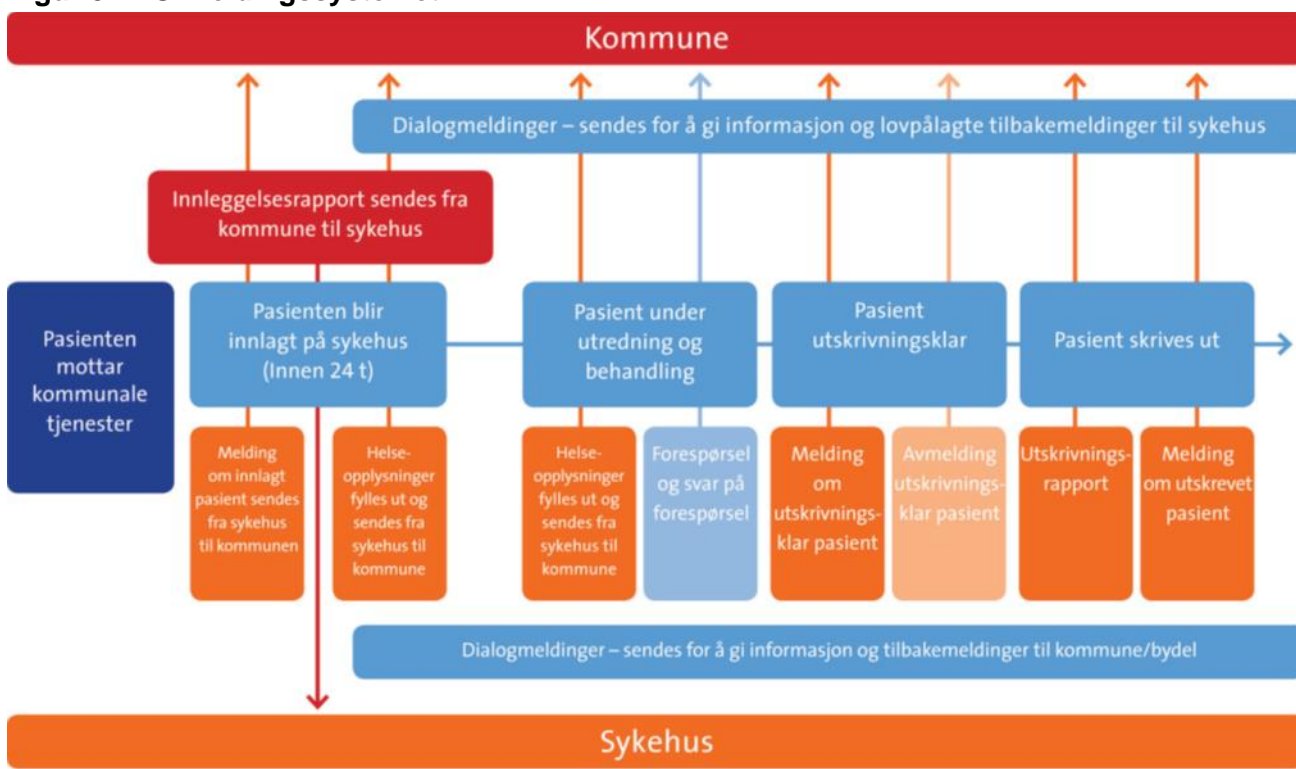 Kommune
Dialogmeldinger – sendes for å gi informasjon og lovpålagte tilbakemeldinger til sykehus
Innleggelsesrapport sendes fra
kommune til sykehus
Pasienten
mottar
kommunale
tjenester
Pasienten blir
innlagt på sykehus
(Innen 24 t)
Pasient under
utredning og
behandling
Pasient
utskrivningsklar
Pasient skrives ut
Melding
om innlagt
pasient sendes
fra sykehus
til kommunen
Helse-
opplysninger
fylles ut og
sendes fra
sykehus til
kommune
Helse-
opplysninger
fylles ut og
sendes fra
sykehus til
kommune
Forespørsel
og svar på
forespørsel
Melding
om
utskrivnings-
klar pasient
Avmelding
utskrivnings-
klar pasient
Utskrivnings-
rapport
Melding
om utskrevet
pasient
Dialogmeldinger – sendes for å gi informasjon og tilbakemeldinger til kommune/bydel
Sykehus